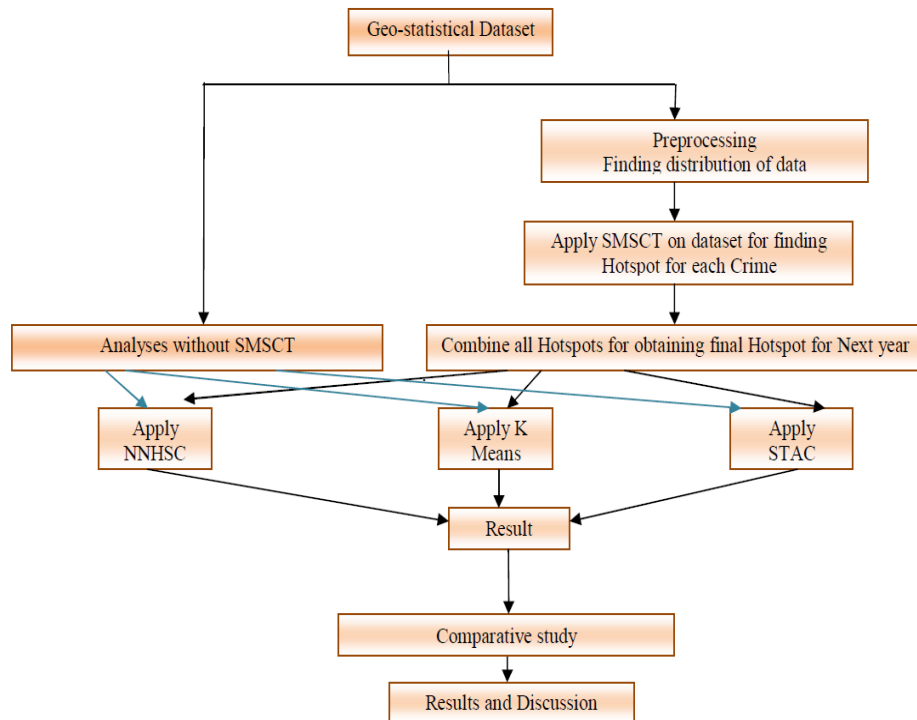 Geo-statistical Dataset
Preprocessing
Finding distribution of data
Apply SMSCT on dataset for finding
Hotspot for each Crime
Analyses without SMSCT
Combine all Hotspots for obtaining final Hotspot for Next year
Apply
NNHSC
Apply K
Means
Apply
STAC
Result
Comparative study
Results and Discussion